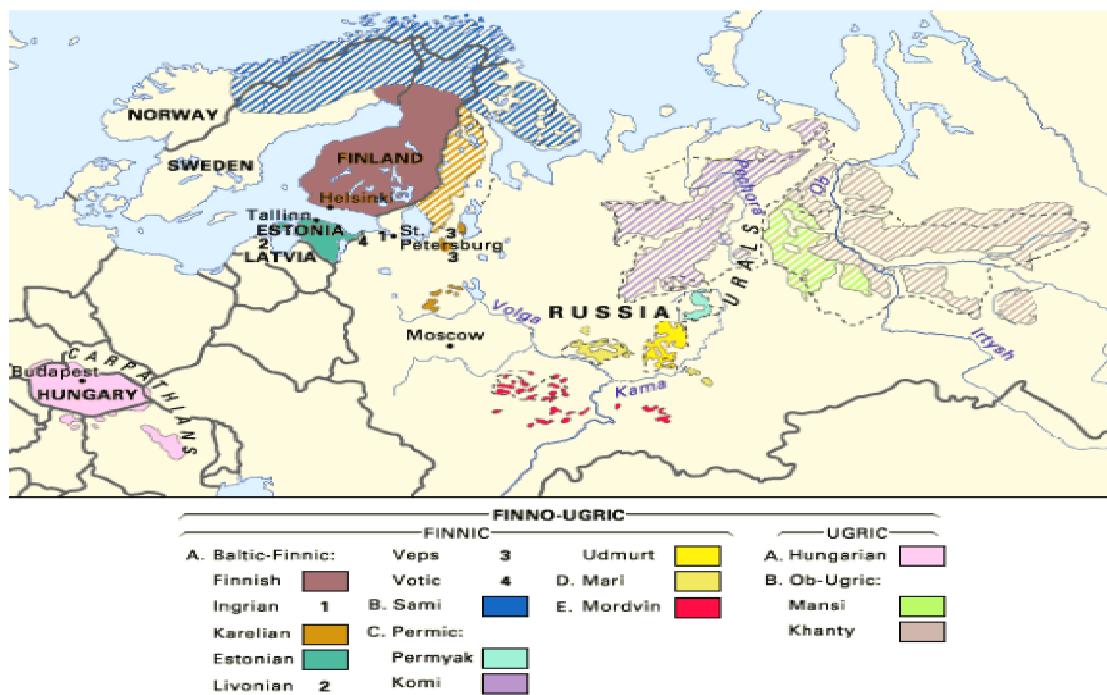 NORWAY
SWEDEN
FINLAND
Helsinki
Tallinn
ESTONIA
LATVIA
2
4
1
St.
Petersburg
3
3
Pechora
Ob
URALS
RUSSIA
Volga
Moscow
Kama
Irtysh
CARPATHIANS
Budapest
HUNGARY
FINNO-UGRIC
FINNIC
A. Baltic-Finnic:
Finnish
Ingrian 1
Karelian
Estonian
Livonian 2
Veps 3
Votic 4
B. Sami
C. Permic:
Permyak
Komi
Udmurt
D. Mari
E. Mordvin
UGRIC
A. Hungarian
B. Ob-Ugric:
Mansi
Khanty